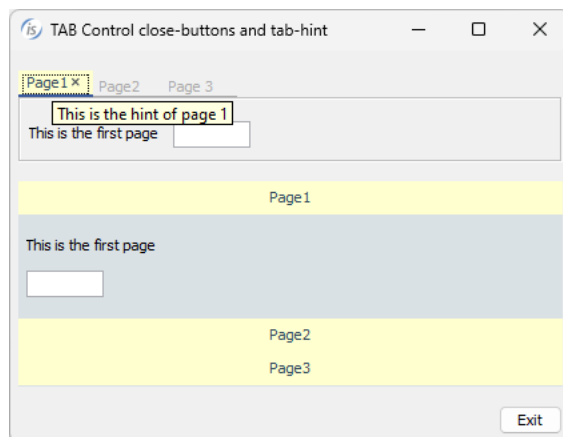 is TAB Control close-buttons and tab-hint
Page1× Page2 Page 3
This is the hint of page 1
This is the first page
Page1
This is the first page
Page2
Page3
Exit